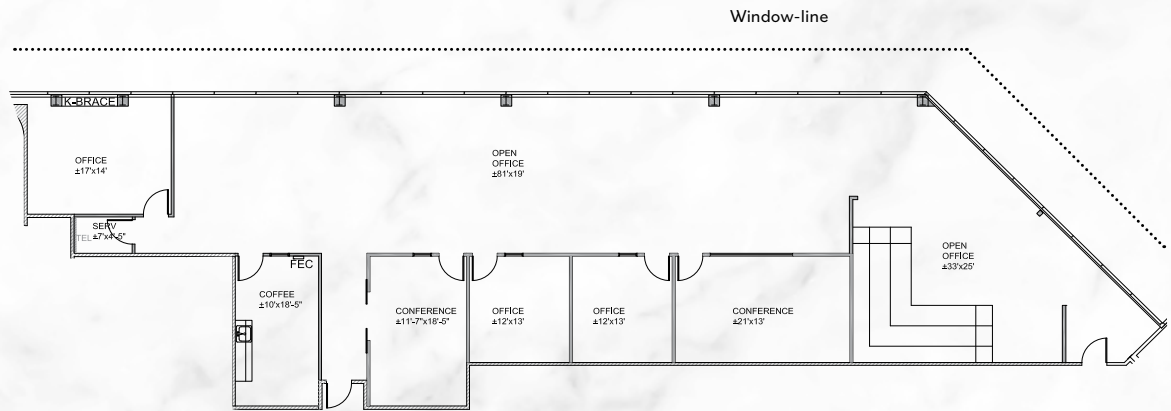 Window-line
K-BRACE
OFFICE
±17'x14'
OPEN
OFFICE
±81'x19'
SERV
±7'x4'-5"
TEL
FEC
COFFEE
±10'x18'-5"
CONFERENCE
±11'-7"x18'-5"
OFFICE
±12'x13'
OFFICE
±12'x13'
CONFERENCE
±21'x13'
OPEN
OFFICE
±33'x25'